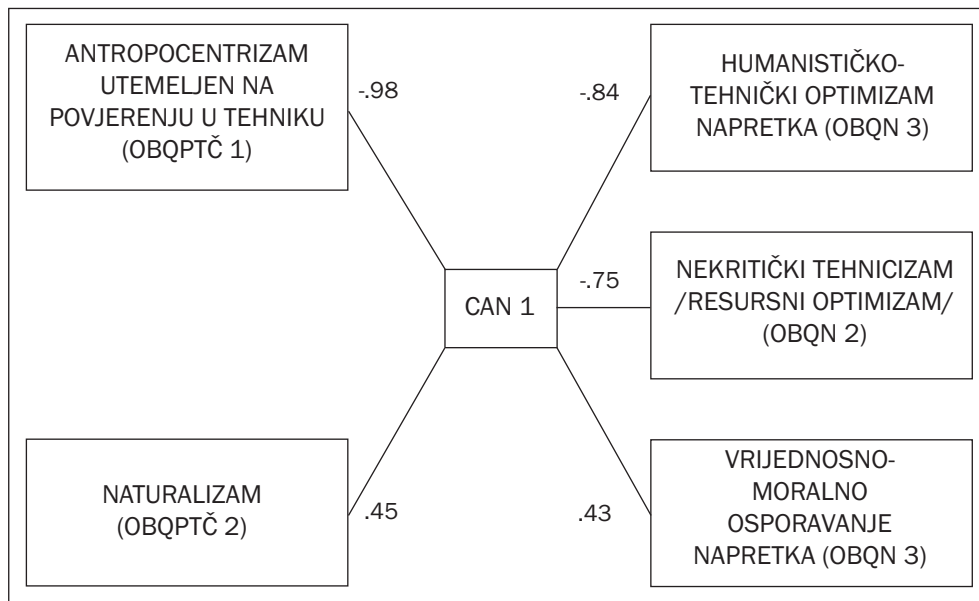 ANTROPOCENTRIZAM
UTEMELJEN NA
POVJERENJU U TEHNIKU
(OBQPTČ 1)
-.98
-.84
HUMANISTIČKO-
TEHNIČKI OPTIMIZAM
NAPRETKA (OBQN 3)
CAN 1
-.75
NEKRITIČKI TEHNICIZAM
/RESURSNI OPTIMIZAM/
(OBQN 2)
NATURALIZAM
(OBQPTČ 2)
.45
.43
VRIJEDNOSNO-
MORALNO
OSPORAVANJE
NAPRETKA (OBQN 3)